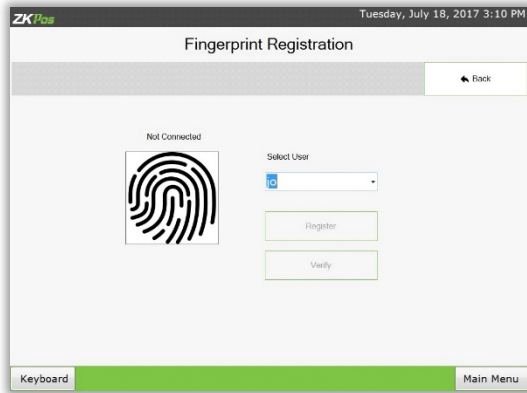 ZKPos
Tuesday, July 18, 2017 3:10 PM
Fingerprint Registration
Back
Not Connected
Select User
jo
Register
Verify
Keyboard
Main Menu